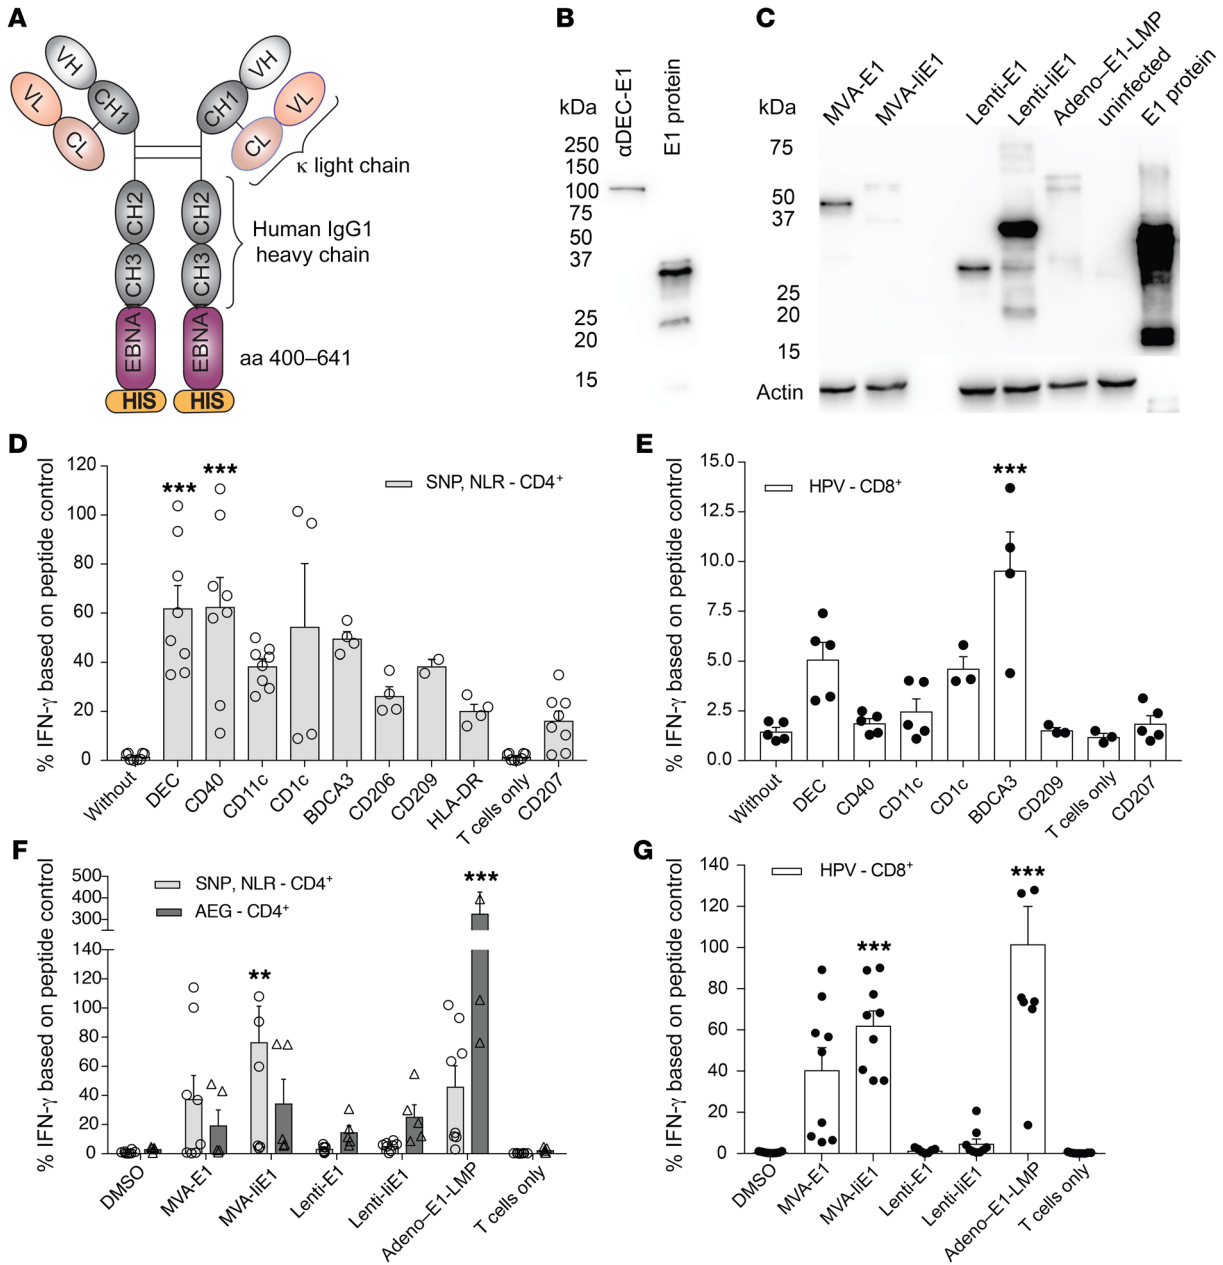 A
VH
VH
VL
CH1
CH1
VL
CL
CL
κ light chain
CH2
CH2
Human IgG1
heavy chain
CH3
CH3
EBNA
EBNA
aa 400–641
HIS
HIS
B
αDEC-E1
E1 protein
kDa
250
150
100
75
50
37
25
20
15
C
MVA-E1
MVA-IiE1
Lenti-E1
Lenti-IiE1
Adeno–E1-LMP
uninfected
E1 protein
kDa
75
50
37
25
20
15
Actin
D
% IFN-γ based on peptide control
120
100
80
60
40
20
0
SNP, NLR - CD4+
***
***
Without
DEC
CD40
CD11c
CD1c
BDCA3
CD206
CD209
HLA-DR
T cells only
CD207
E
% IFN-γ based on peptide control
15.0
12.5
10.0
7.5
5.0
2.5
0.0
HPV - CD8+
***
Without
DEC
CD40
CD11c
CD1c
BDCA3
CD209
T cells only
CD207
F
% IFN-γ based on peptide control
500
400
300
140
120
100
80
60
40
20
0
SNP, NLR - CD4+
AEG - CD4+
**
***
DMSO
MVA-E1
MVA-IiE1
Lenti-E1
Lenti-IiE1
Adeno–E1-LMP
T cells only
G
% IFN-γ based on peptide control
140
120
100
80
60
40
20
0
HPV - CD8+
***
***
DMSO
MVA-E1
MVA-IiE1
Lenti-E1
Lenti-IiE1
Adeno–E1-LMP
T cells only